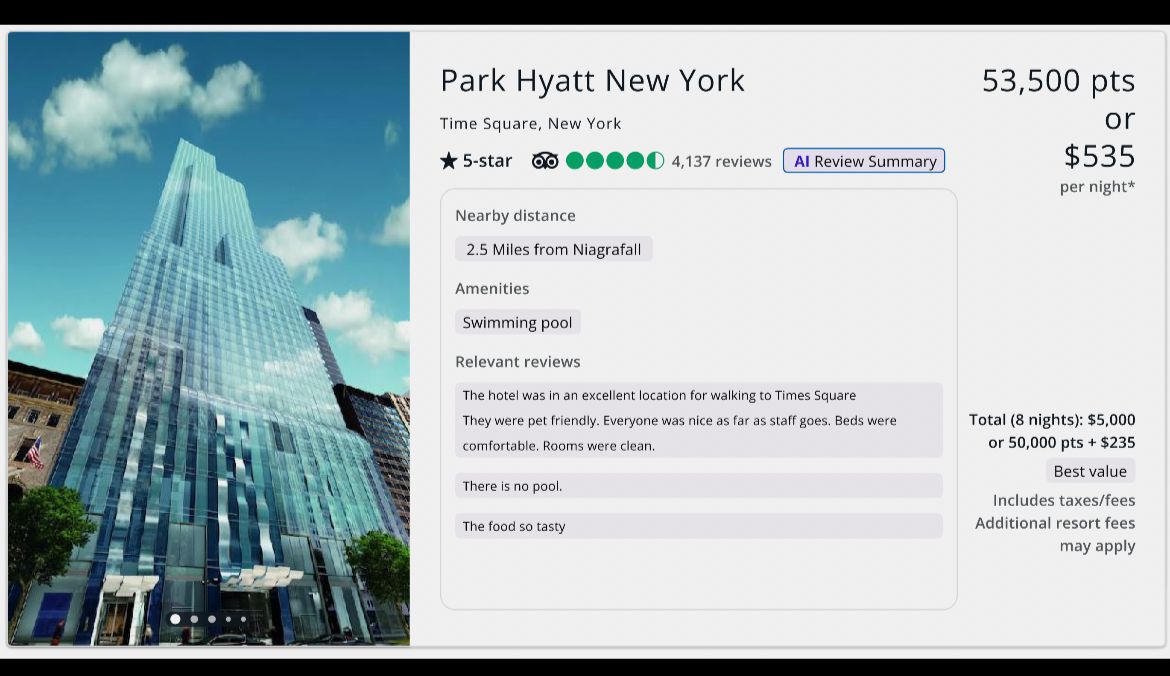 Park Hyatt New York
Time Square, New York
5-star
4,137 reviews
AI Review Summary
53,500 pts
or
$535
per night*
Nearby distance
2.5 Miles from Niagrafall
Amenities
Swimming pool
Relevant reviews
The hotel was in an excellent location for walking to Times Square
They were pet friendly. Everyone was nice as far as staff goes. Beds were
comfortable. Rooms were clean.
There is no pool.
The food so tasty
Total (8 nights): $5,000
or 50,000 pts + $235
Best value
Includes taxes/fees
Additional resort fees
may apply